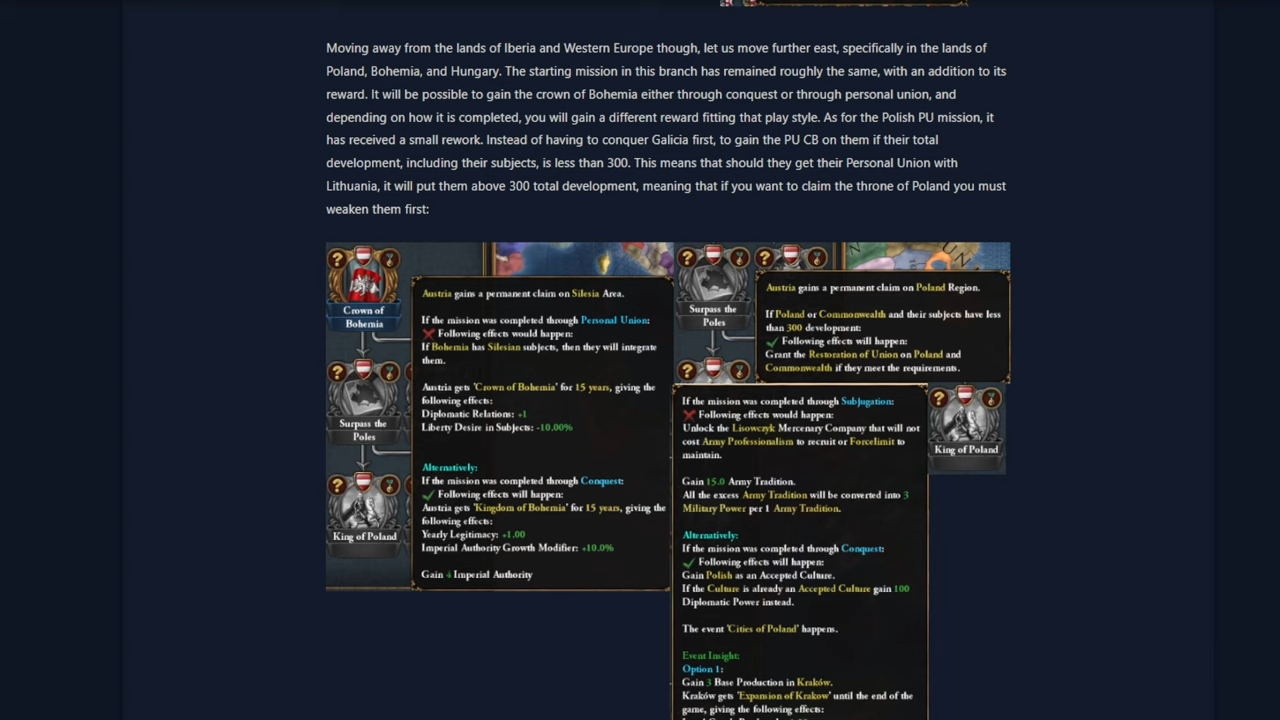 Moving away from the lands of Iberia and Western Europe though, let us move further east, specifically in the lands of
Poland, Bohemia, and Hungary. The starting mission in this branch has remained roughly the same, with an addition to its
reward. It will be possible to gain the crown of Bohemia either through conquest or through personal union, and
depending on how it is completed, you will gain a different reward fitting that play style. As for the Polish PU mission, it
has received a small rework. Instead of having to conquer Galicia first, to gain the PU CB on them if their total
development, including their subjects, is less than 300. This means that should they get their Personal Union with
Lithuania, it will put them above 300 total development, meaning that if you want to claim the throne of Poland you must
weaken them first:
Crown of
Bohemia
Surpass the
Poles
King of Poland
Austria gains a permanent claim on Silesia Area.
If the mission was completed through Personal Union:
Following effects would happen:
If Bohemia has Silesian subjects, then they will integrate
them.
Austria gets 'Crown of Bohemia' for 15 years, giving the
following effects:
Diplomatic Relations: +1
Liberty Desire in Subjects: -10.00%
Alternatively:
If the mission was completed through Conquest:
Following effects will happen:
Austria gets 'Kingdom of Bohemia' for 15 years, giving the
following effects:
Yearly Legitimacy: +1.00
Imperial Authority Growth Modifier: +10.0%
Gain 4 Imperial Authority
Surpass the
Poles
Austria gains a permanent claim on Poland Region.
If Poland or Commonwealth and their subjects have less
than 300 development:
Following effects will happen:
Grant the Restoration of Union on Poland and
Commonwealth if they meet the requirements.
If the mission was completed through Subjugation:
Following effects would happen:
Unlock the Lisowczyk Mercenary Company that will not
cost Army Professionalism to recruit or Forcelimit to
maintain.
Gain 15.0 Army Tradition.
All the excess Army Tradition will be converted into 3
Military Power per 1 Army Tradition.
Alternatively:
If the mission was completed through Conquest:
Following effects will happen:
Gain Polish as an Accepted Culture.
If the Culture is already an Accepted Culture gain 100
Diplomatic Power instead.
The event 'Cities of Poland' happens.
Event Insight:
Option 1:
Gain 3 Base Production in Kraków.
Kraków gets 'Expansion of Krakow' until the end of the
game, giving the following effects:
King of Poland